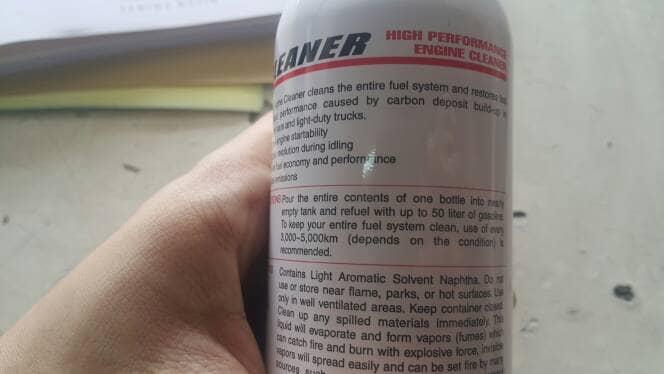 EANER HIGH PERFORMANCE
ENGINE CLEANER
Cleaner cleans the entire fuel system and restores
performance caused by carbon deposit build-up
and light-duty trucks.
engine startability
during idling
fuel economy and performance
Pour the entire contents of one bottle into nearly
empty tank and refuel with up to 50 liter of gasoline.
To keep your entire fuel system clean, use of every
3,000~5,000km (depends on the condition) is
recommended.
Contains Light Aromatic Solvent Naphtha. Do not
use or store near flame, parks, or hot surfaces. Use
only in well ventilated areas. Keep container closed.
Clean up any spilled materials immediately. This
liquid will evaporate and form vapors (fumes) which
can catch fire and burn with explosive force, invisible
vapors will spread easily and can be set fire by many
sources such